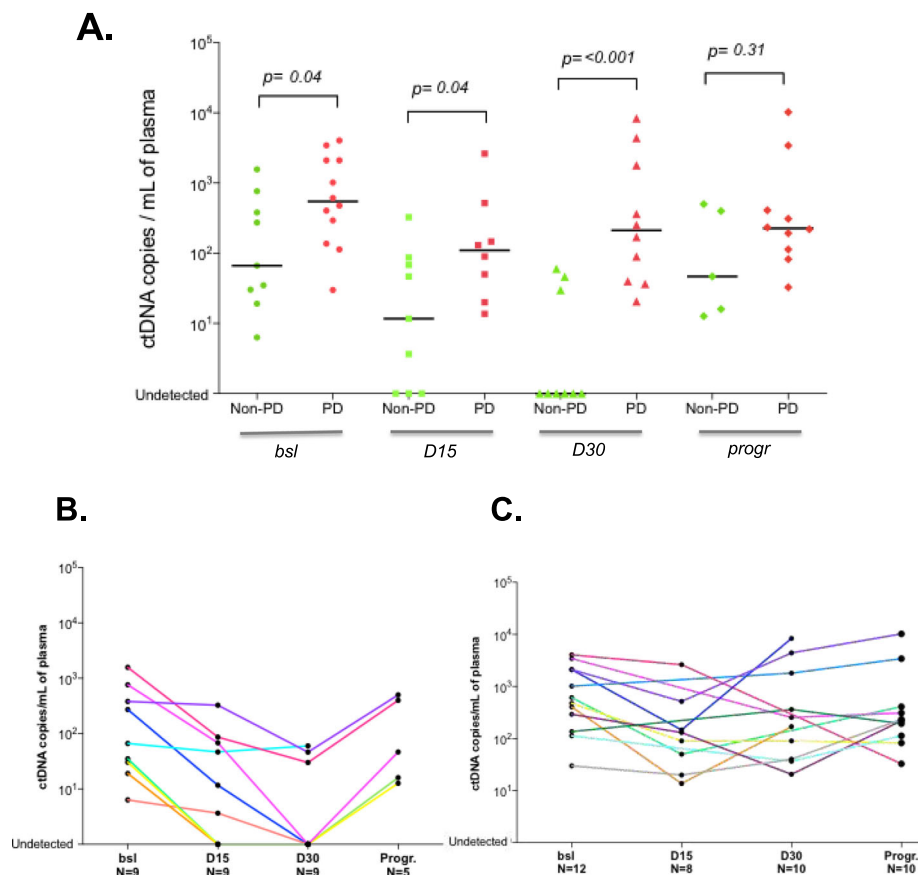 A.
ctDNA copies / mL of plasma
10⁵
10⁴
10³
10²
10¹
Undetected
p= 0.04
p= 0.04
p= <0.001
p= 0.31
Non-PD PD Non-PD PD Non-PD PD Non-PD PD
bsl D15 D30 progr
B.
ctDNA copies/mL of plasma
10⁵
10⁴
10³
10²
10¹
Undetected
bsl D15 D30 Progr.
N=9 N=9 N=9 N=5
C.
ctDNA copies/mL of plasma
10⁵
10⁴
10³
10²
10¹
Undetected
bsl D15 D30 Progr.
N=12 N=8 N=10 N=10